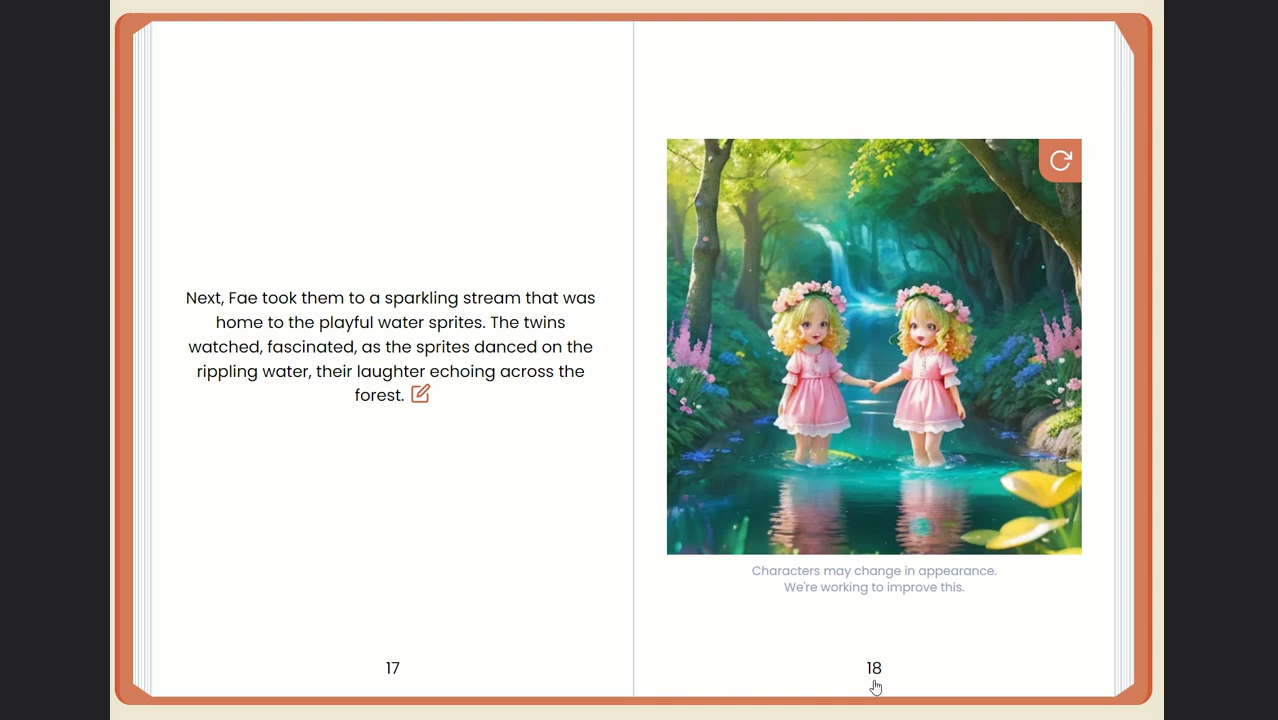 Next, Fae took them to a sparkling stream that was
home to the playful water sprites. The twins
watched, fascinated, as the sprites danced on the
rippling water, their laughter echoing across the
forest.
17
Characters may change in appearance.
We're working to improve this.
18